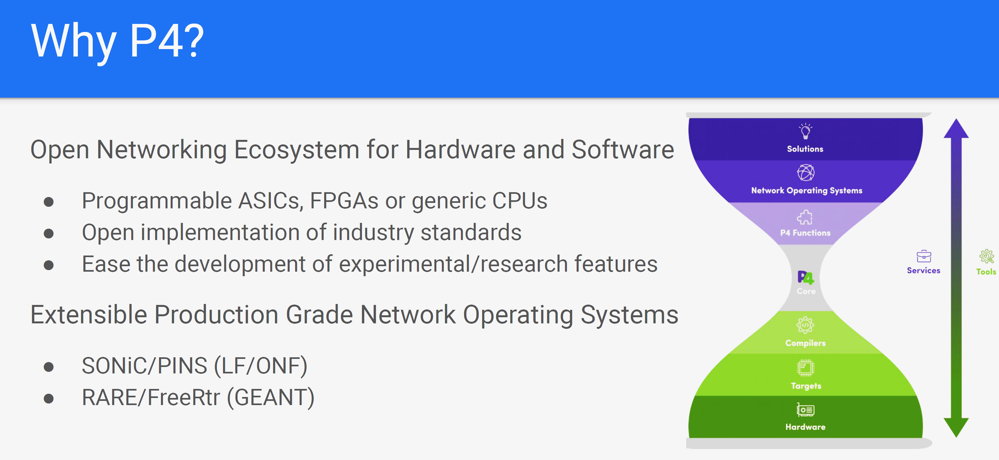 Why P4?
Open Networking Ecosystem for Hardware and Software
● Programmable ASICs, FPGAs or generic CPUs
● Open implementation of industry standards
● Ease the development of experimental/research features
Extensible Production Grade Network Operating Systems
● SONiC/PINS (LF/ONF)
● RARE/FreeRtr (GEANT)
Solutions
Network Operating Systems
P4 Functions
P4
Core
Compilers
Targets
Hardware
Services
Tools